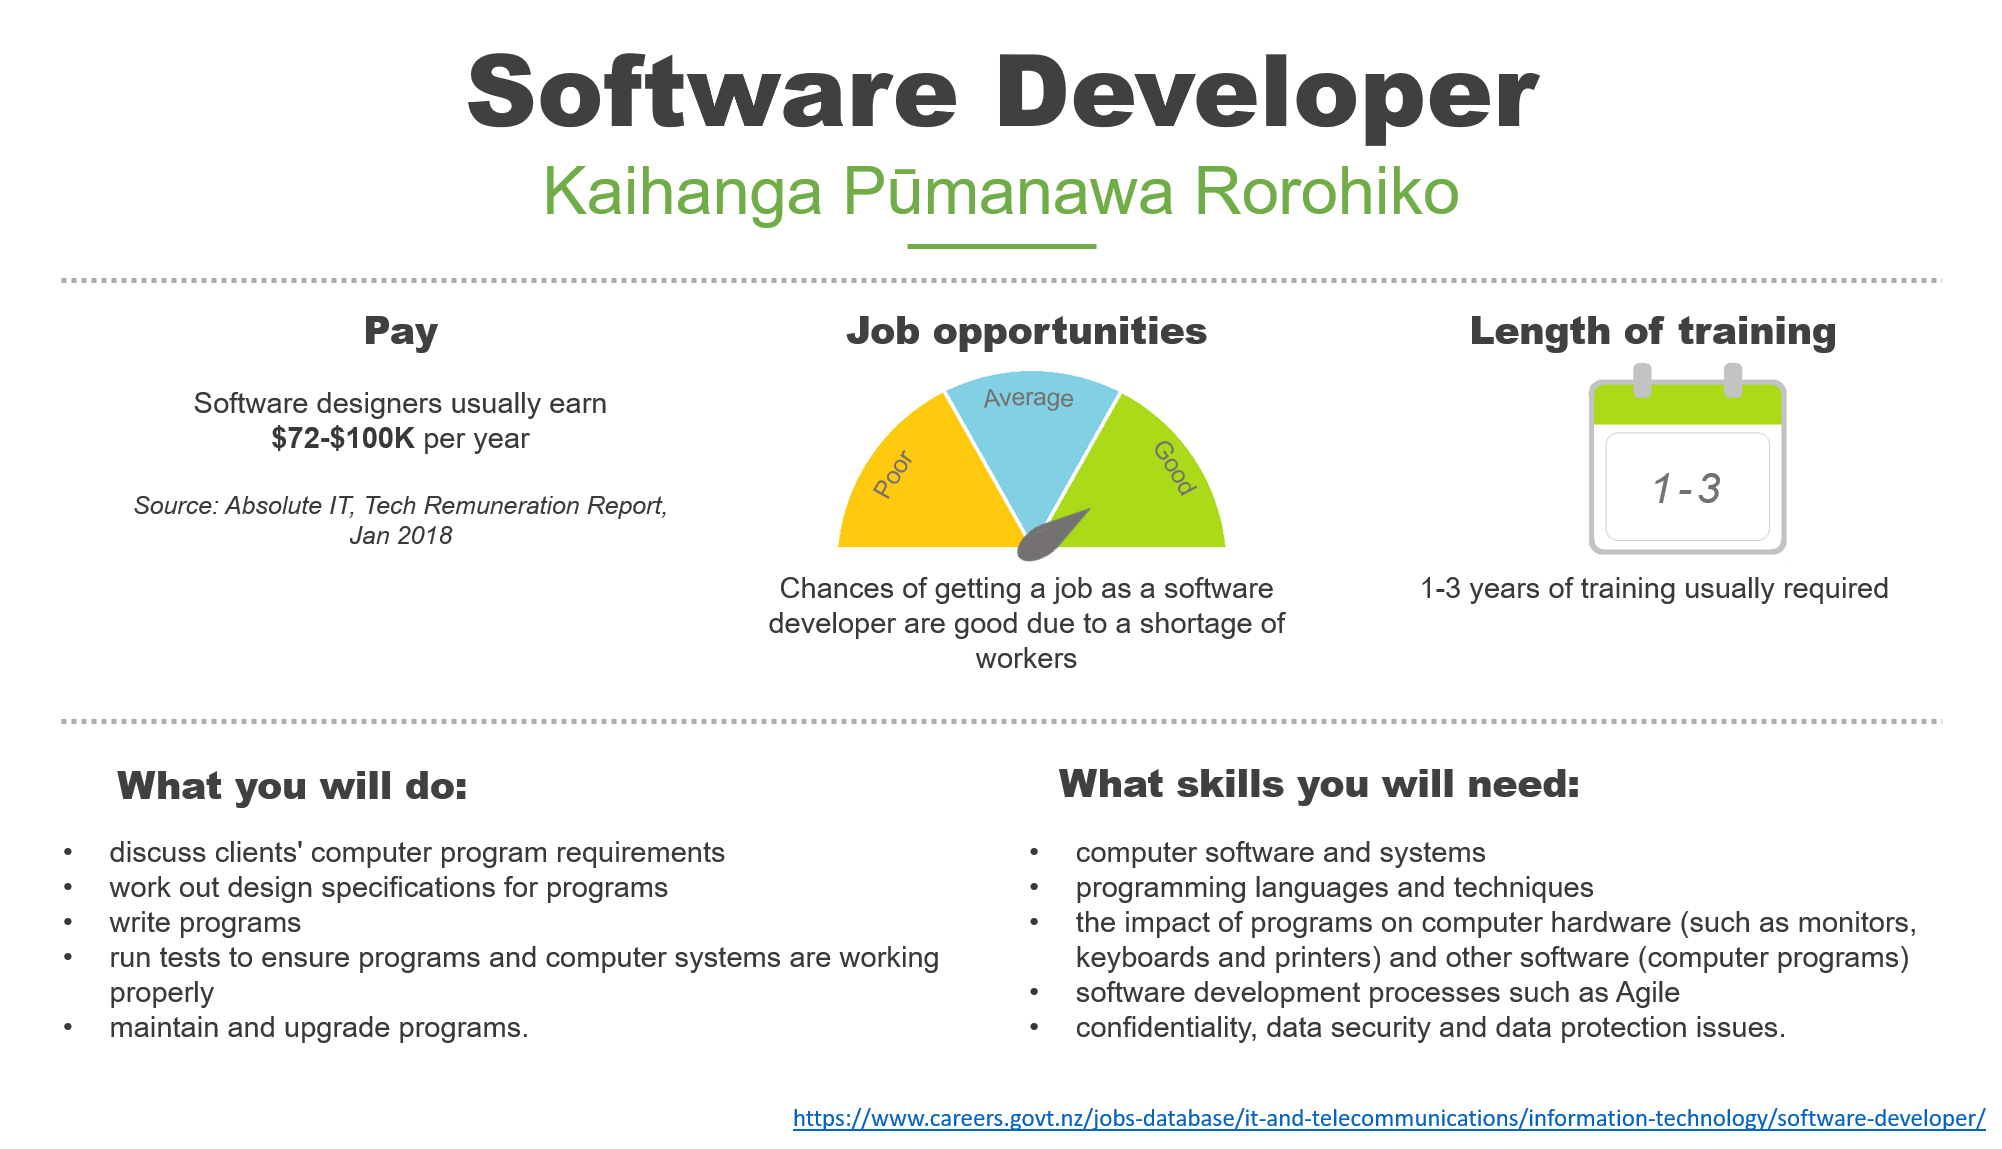 Software Developer
Kaihanga Pūmanawa Rorohiko
Pay
Software designers usually earn
$72-$100K per year
Source: Absolute IT, Tech Remuneration Report,
Jan 2018
Job opportunities
Poor
Average
Good
Chances of getting a job as a software
developer are good due to a shortage of
workers
Length of training
1-3
1-3 years of training usually required
What you will do:
• discuss clients' computer program requirements
• work out design specifications for programs
• write programs
• run tests to ensure programs and computer systems are working
properly
• maintain and upgrade programs.
What skills you will need:
• computer software and systems
• programming languages and techniques
• the impact of programs on computer hardware (such as monitors,
keyboards and printers) and other software (computer programs)
• software development processes such as Agile
• confidentiality, data security and data protection issues.
https://www.careers.govt.nz/jobs-database/it-and-telecommunications/information-technology/software-developer/